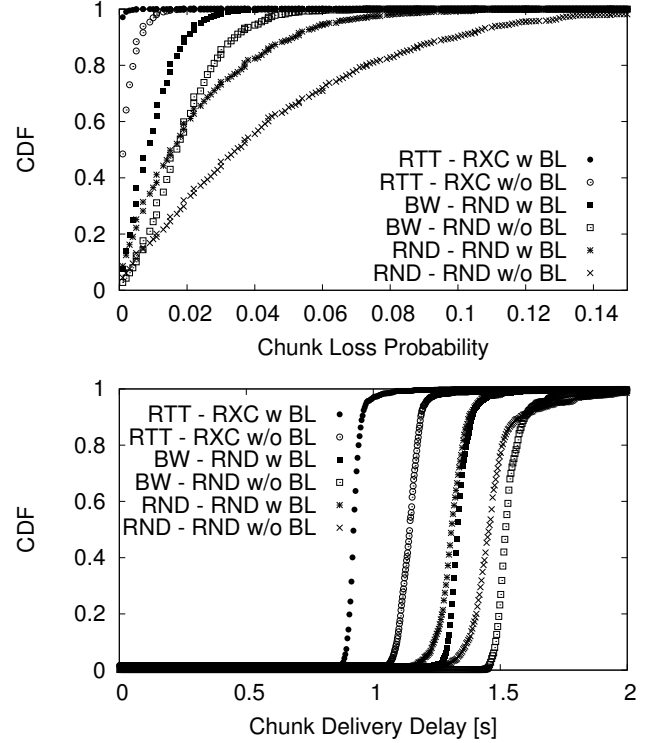 1
0.8
0.6
0.4
0.2
0
CDF
RTT - RXC w BL
RTT - RXC w/o BL
BW - RND w BL
BW - RND w/o BL
RND - RND w BL
RND - RND w/o BL
0 0.02 0.04 0.06 0.08 0.1 0.12 0.14
Chunk Loss Probability
1
0.8
0.6
0.4
0.2
0
CDF
RTT - RXC w BL
RTT - RXC w/o BL
BW - RND w BL
BW - RND w/o BL
RND - RND w BL
RND - RND w/o BL
0 0.5 1 1.5 2
Chunk Delivery Delay [s]